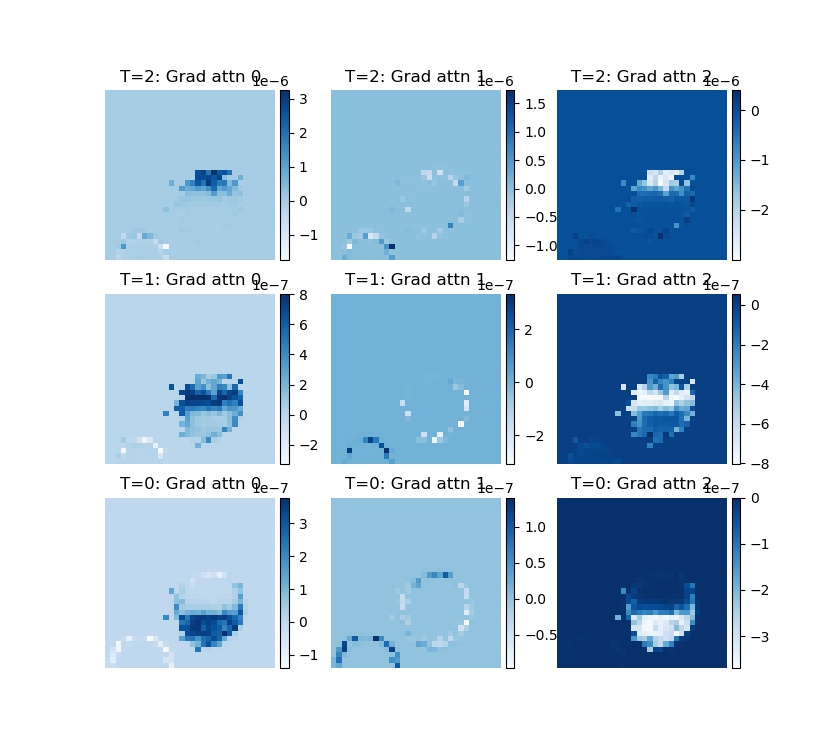 T=2: Grad attn 0 1e−6 T=2: Grad attn 1 1e−6 T=2: Grad attn 2 1e−6
3 1.5 0
2 1.0 −1
1 0.5 −2
0 0.0
−1 −0.5
−1.0
T=1: Grad attn 0 1e−7 T=1: Grad attn 1 1e−7 T=1: Grad attn 2 1e−7
8 2 0
6 0 −2
4 −2 −4
2 −6
0 −8
−2
T=0: Grad attn 0 1e−7 T=0: Grad attn 1 1e−7 T=0: Grad attn 2 1e−7
3 1.0 0
2 0.5 −1
1 0.0 −2
0 −0.5 −3
−1